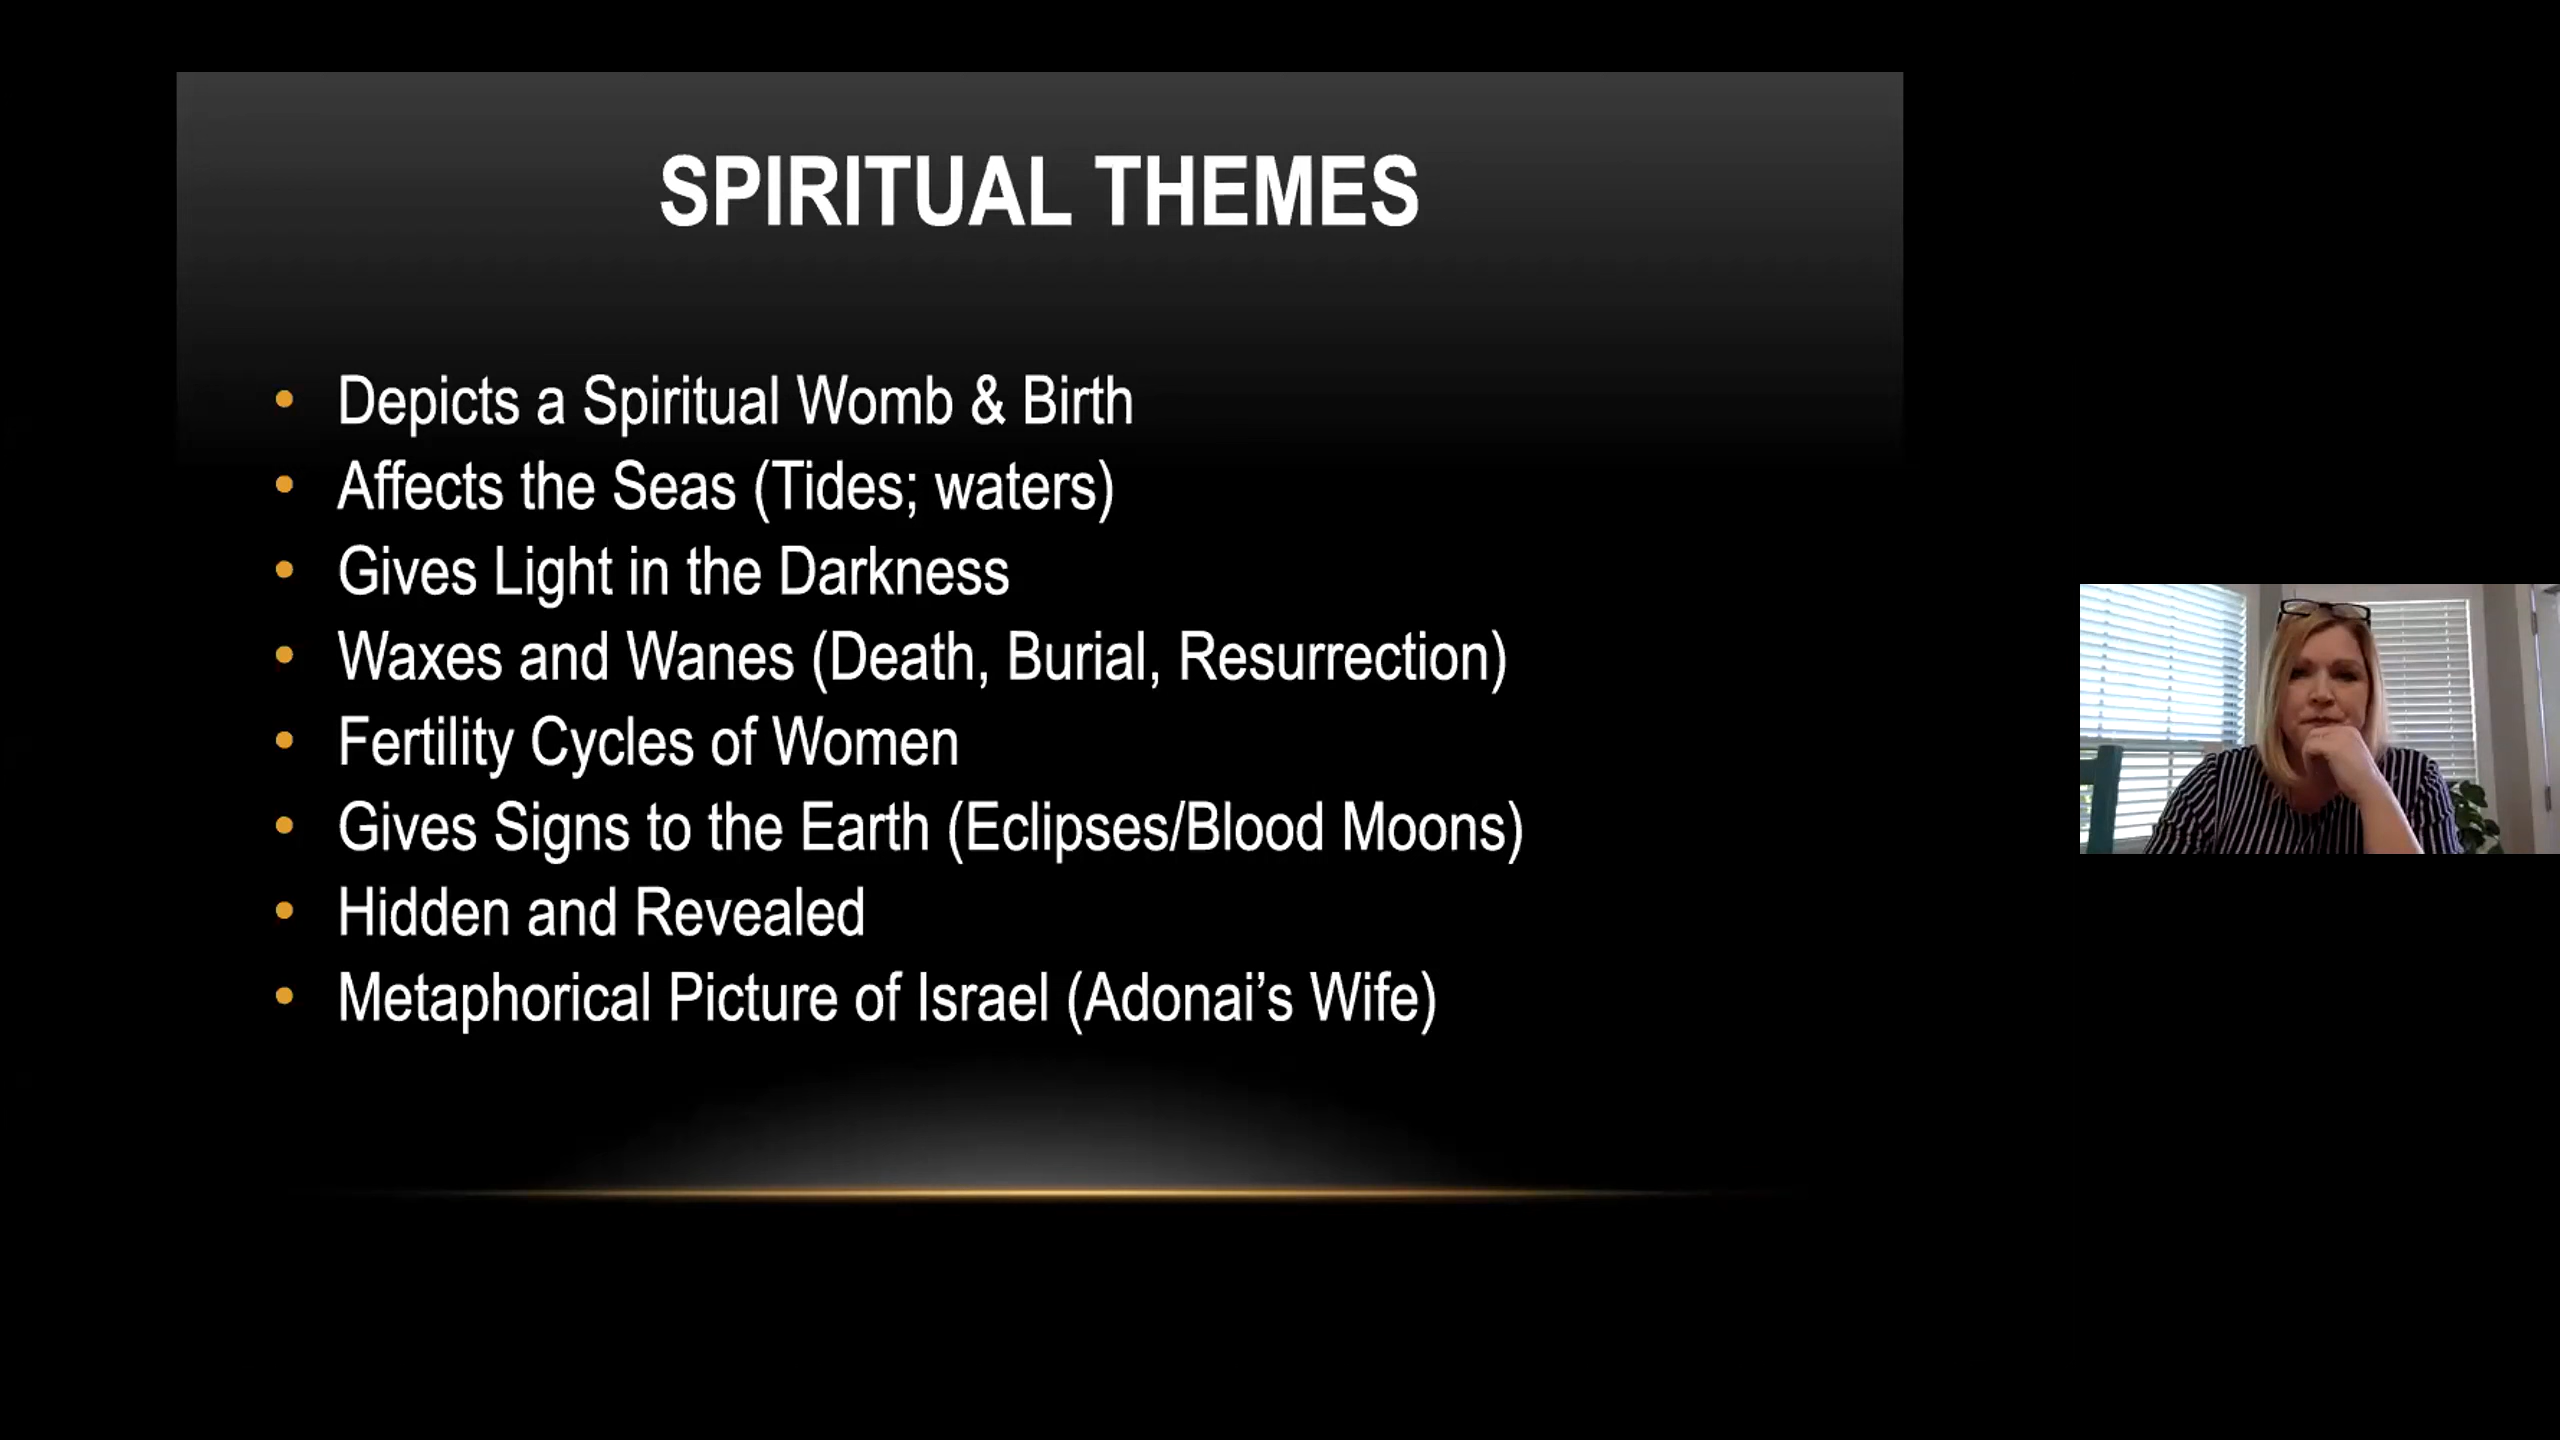 SPIRITUAL THEMES
• Depicts a Spiritual Womb & Birth
• Affects the Seas (Tides; waters)
• Gives Light in the Darkness
• Waxes and Wanes (Death, Burial, Resurrection)
• Fertility Cycles of Women
• Gives Signs to the Earth (Eclipses/Blood Moons)
• Hidden and Revealed
• Metaphorical Picture of Israel (Adonai’s Wife)